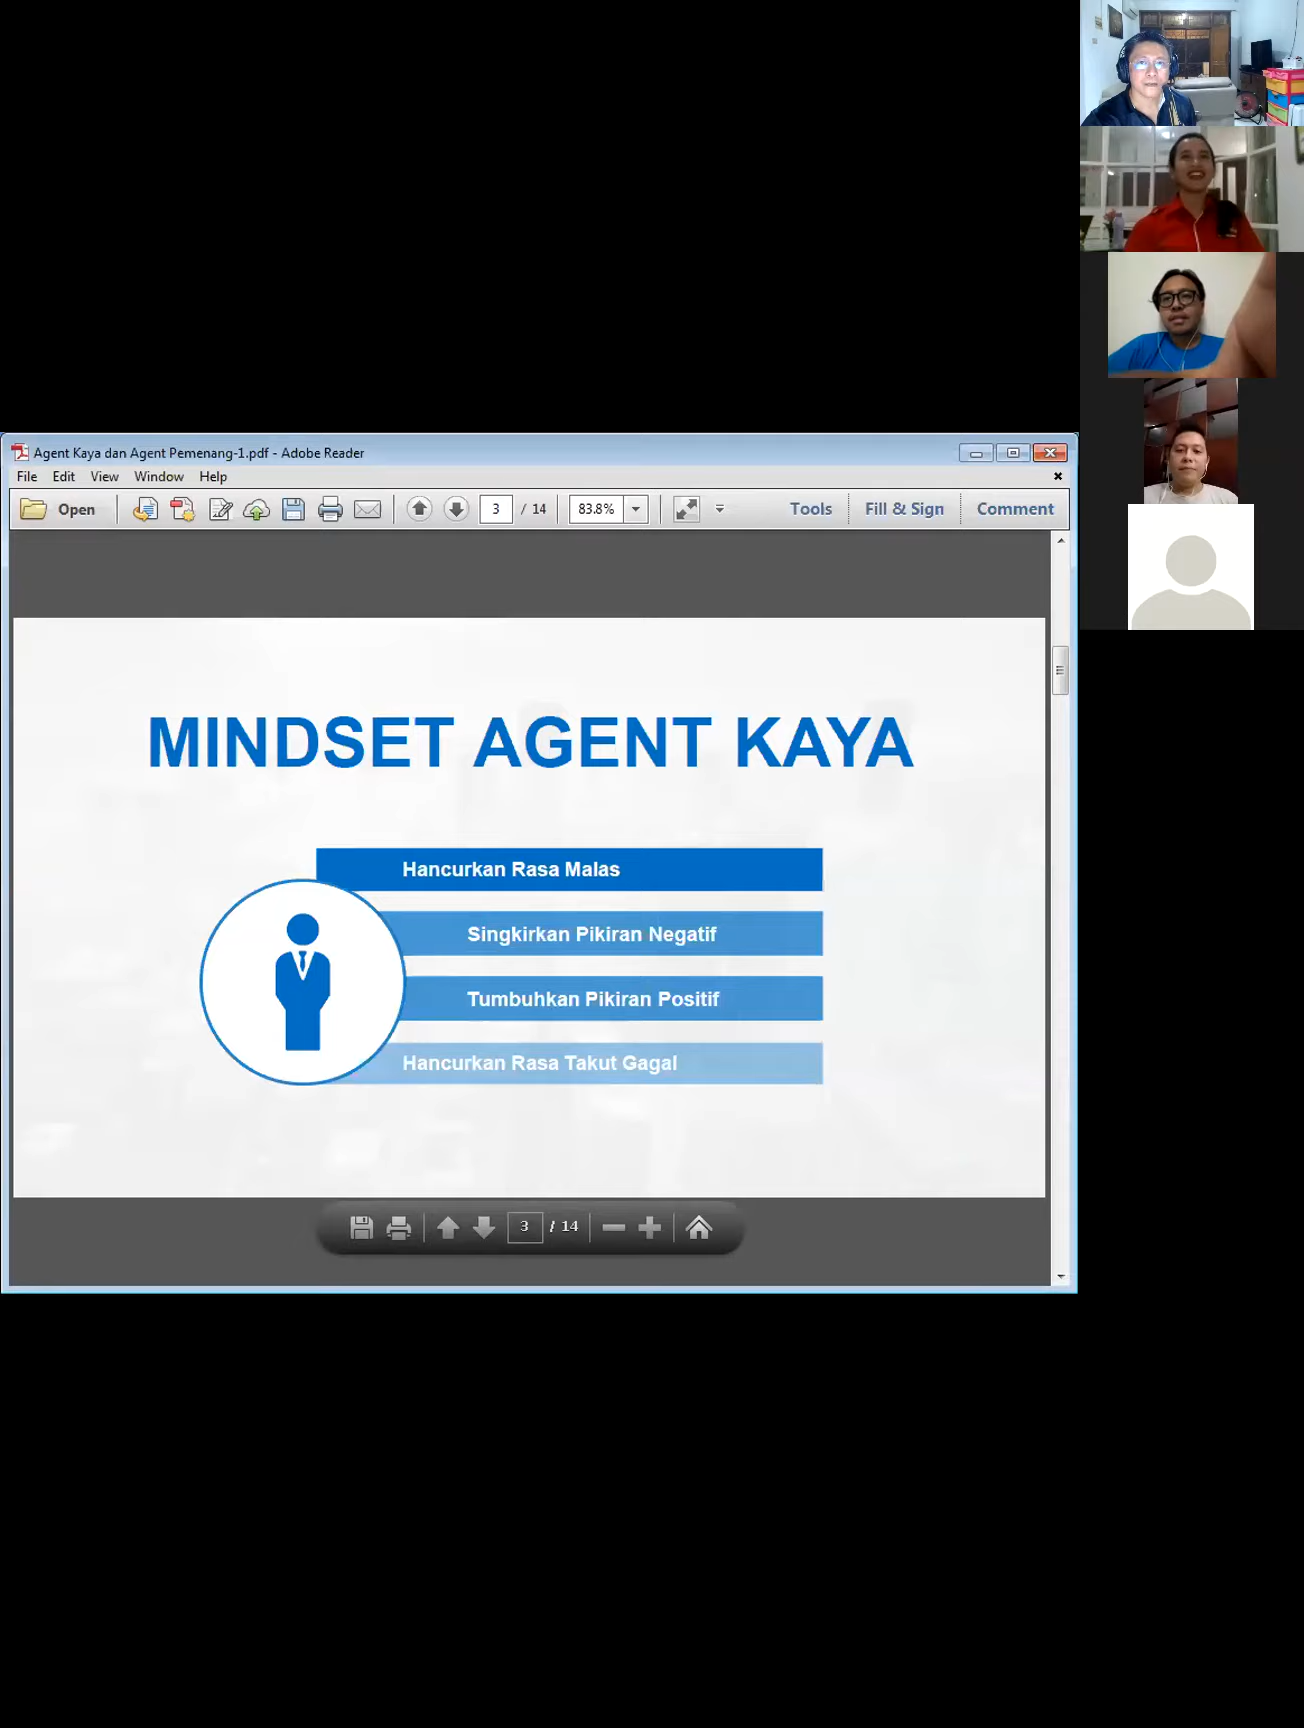 Agent Kaya dan Agent Pemenang-1.pdf - Adobe Reader
File Edit View Window Help
Open 3 / 14 83.8% Tools Fill & Sign Comment
MINDSET AGENT KAYA
Hancurkan Rasa Malas
Singkirkan Pikiran Negatif
Tumbuhkan Pikiran Positif
Hancurkan Rasa Takut Gagal
3 / 14